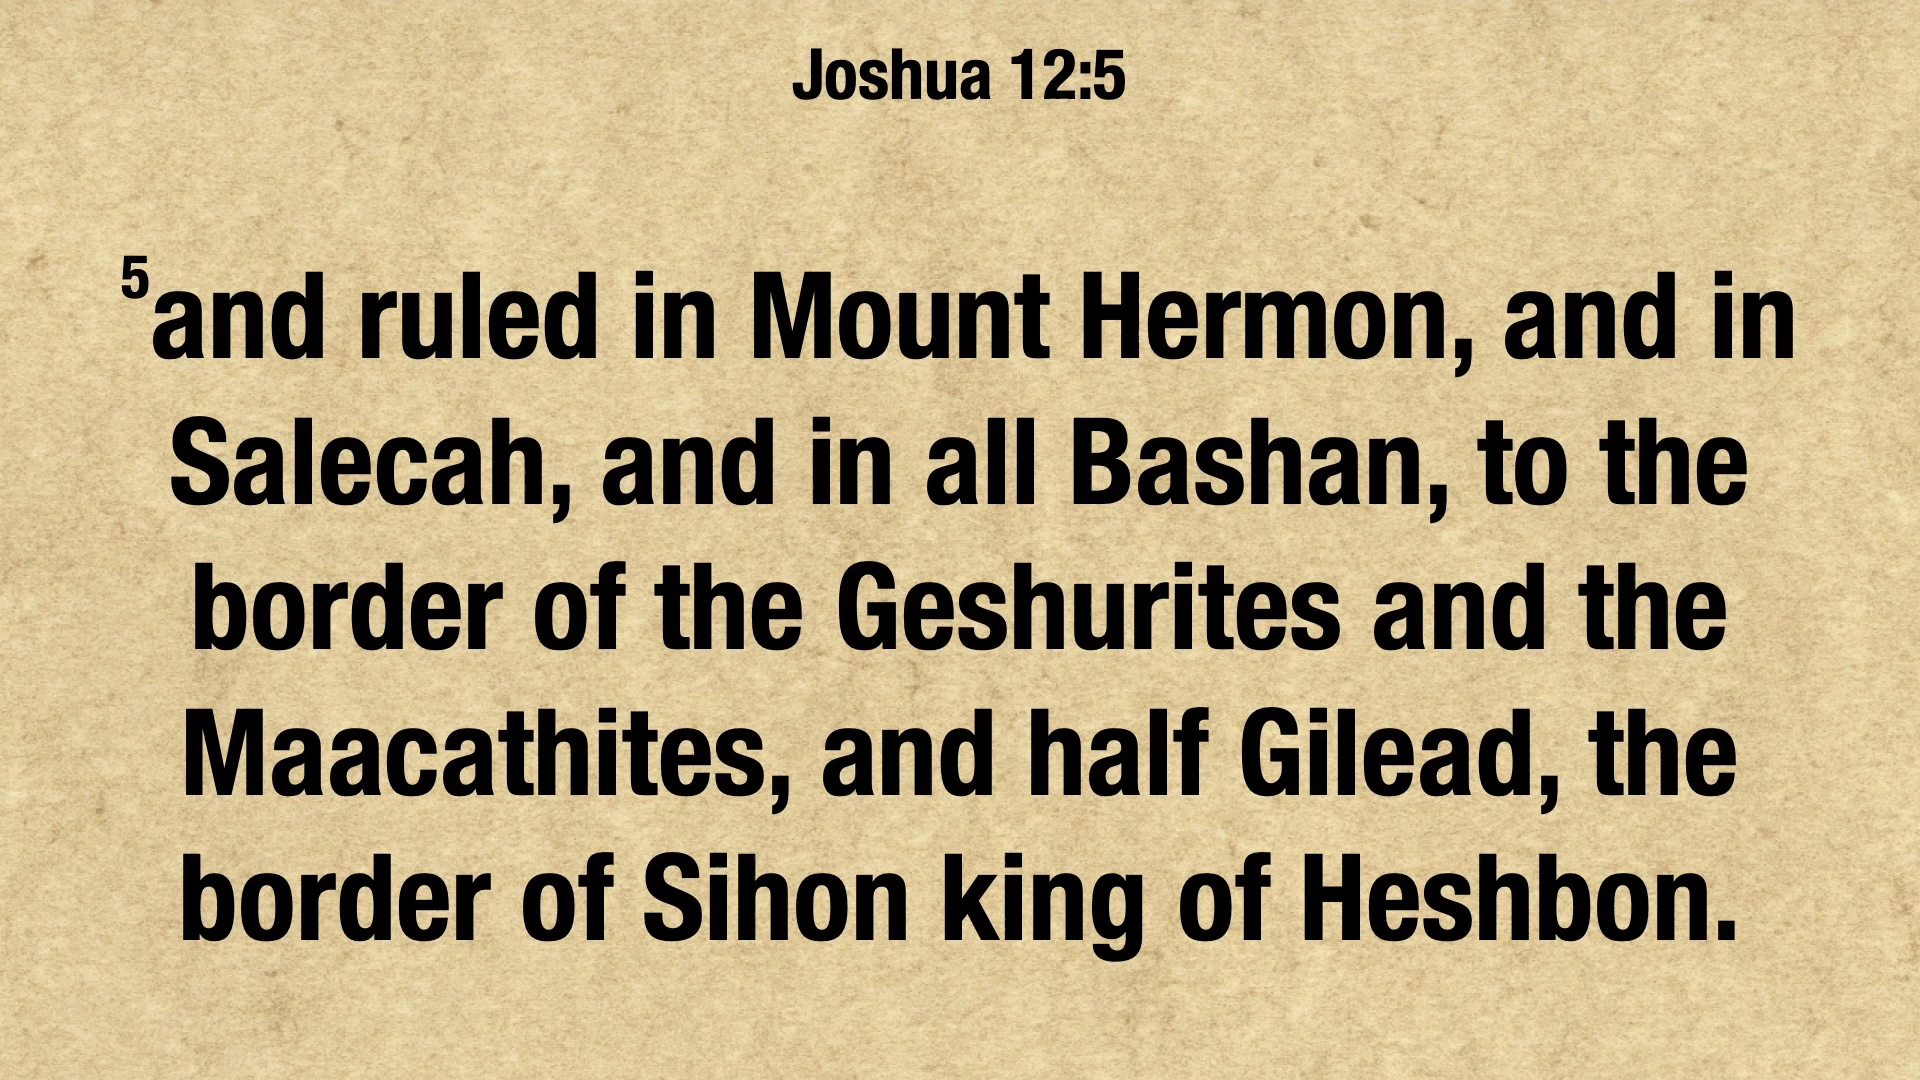 Joshua 12:5
5and ruled in Mount Hermon, and in
Salecah, and in all Bashan, to the
border of the Geshurites and the
Maacathites, and half Gilead, the
border of Sihon king of Heshbon.